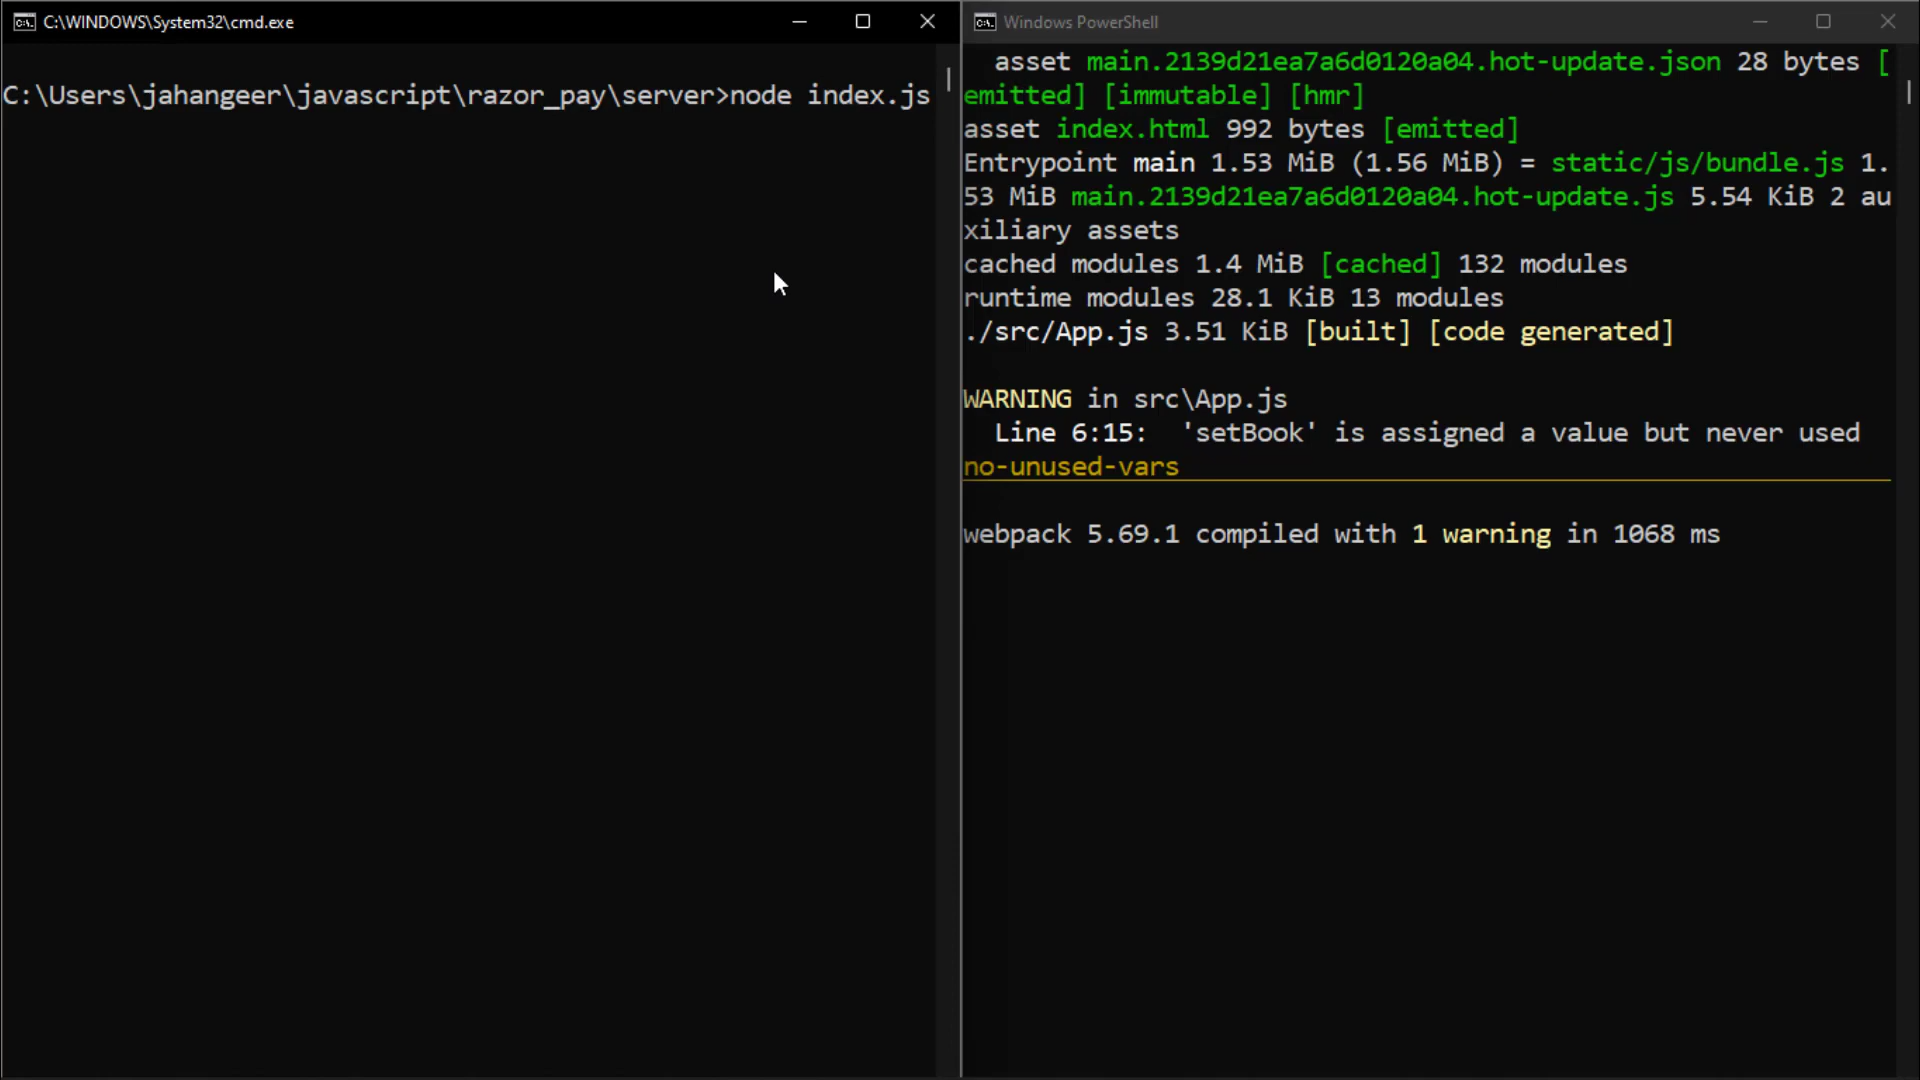 C:\WINDOWS\System32\cmd.exe
C:\Users\jahangeer\javascript\razor_pay\server>node index.js
Windows PowerShell
  asset main.2139d21ea7a6d0120a04.hot-update.json 28 bytes [
emitted] [immutable] [hmr]
asset index.html 992 bytes [emitted]
Entrypoint main 1.53 MiB (1.56 MiB) = static/js/bundle.js 1.
53 MiB main.2139d21ea7a6d0120a04.hot-update.js 5.54 KiB 2 au
xiliary assets
cached modules 1.4 MiB [cached] 132 modules
runtime modules 28.1 KiB 13 modules
./src/App.js 3.51 KiB [built] [code generated]
WARNING in src\App.js
  Line 6:15:  'setBook' is assigned a value but never used
no-unused-vars
webpack 5.69.1 compiled with 1 warning in 1068 ms